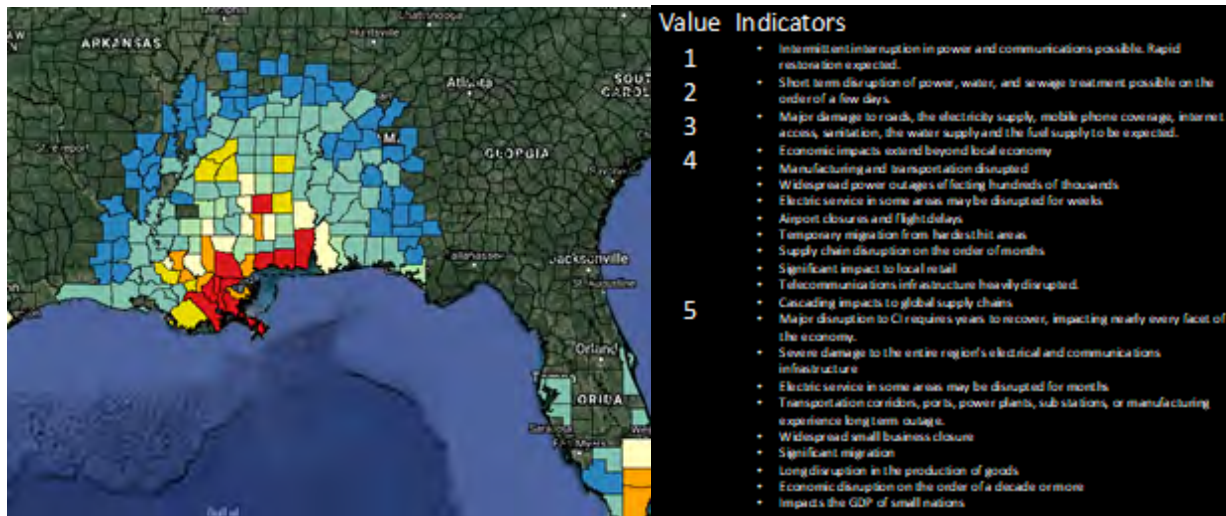 ARKANSAS
Chattanooga
Huntsville
Atlanta
SOUT
CAROL
GEORGIA
Tallahassee
Jacksonville
St. Augustine
Orland
ORIDA
Value Indicators
1
• Intermittent interruption in power and communications possible. Rapid
restoration expected.
2
• Short term disruption of power, water, and sewage treatment possible on the
order of a few days.
3
• Major damage to roads, the electricity supply, mobile phone coverage, internet
access, sanitation, the water supply and the fuel supply to be expected.
4
• Economic impacts extend beyond local economy
• Manufacturing and transportation disrupted
• Widespread power outages effecting hundreds of thousands
• Electric service in some areas may be disrupted for weeks
• Airport closures and flight delays
• Temporary migration from hardest hit areas
• Supply chain disruption on the order of months
• Significant impact to local retail
• Telecommunications infrastructure heavily disrupted.
5
• Cascading impacts to global supply chains
• Major disruption to CI requires years to recover, impacting nearly every facet of
the economy.
• Severe damage to the entire region's electrical and communications
infrastructure
• Electric service in some areas may be disrupted for months
• Transportation corridors, ports, power plants, sub stations, or manufacturing
experience long term outage.
• Widespread small business closure
• Significant migration
• Long disruption in the production of goods
• Economic disruption on the order of a decade or more
• Impacts the GDP of small nations